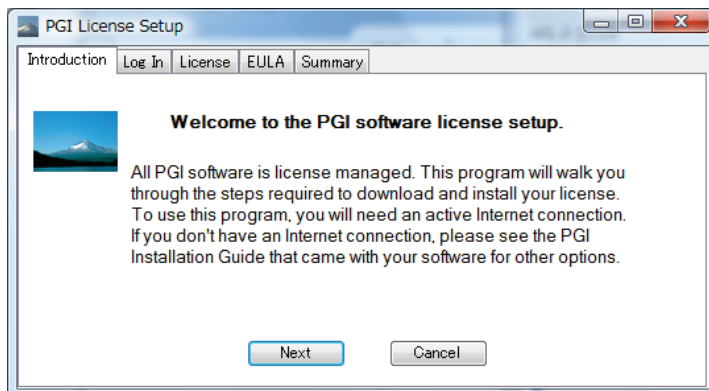 PGI License Setup
Introduction
Log In
License
EULA
Summary
Welcome to the PGI software license setup.
All PGI software is license managed. This program will walk you
through the steps required to download and install your license.
To use this program, you will need an active Internet connection.
If you don't have an Internet connection, please see the PGI
Installation Guide that came with your software for other options.
Next
Cancel